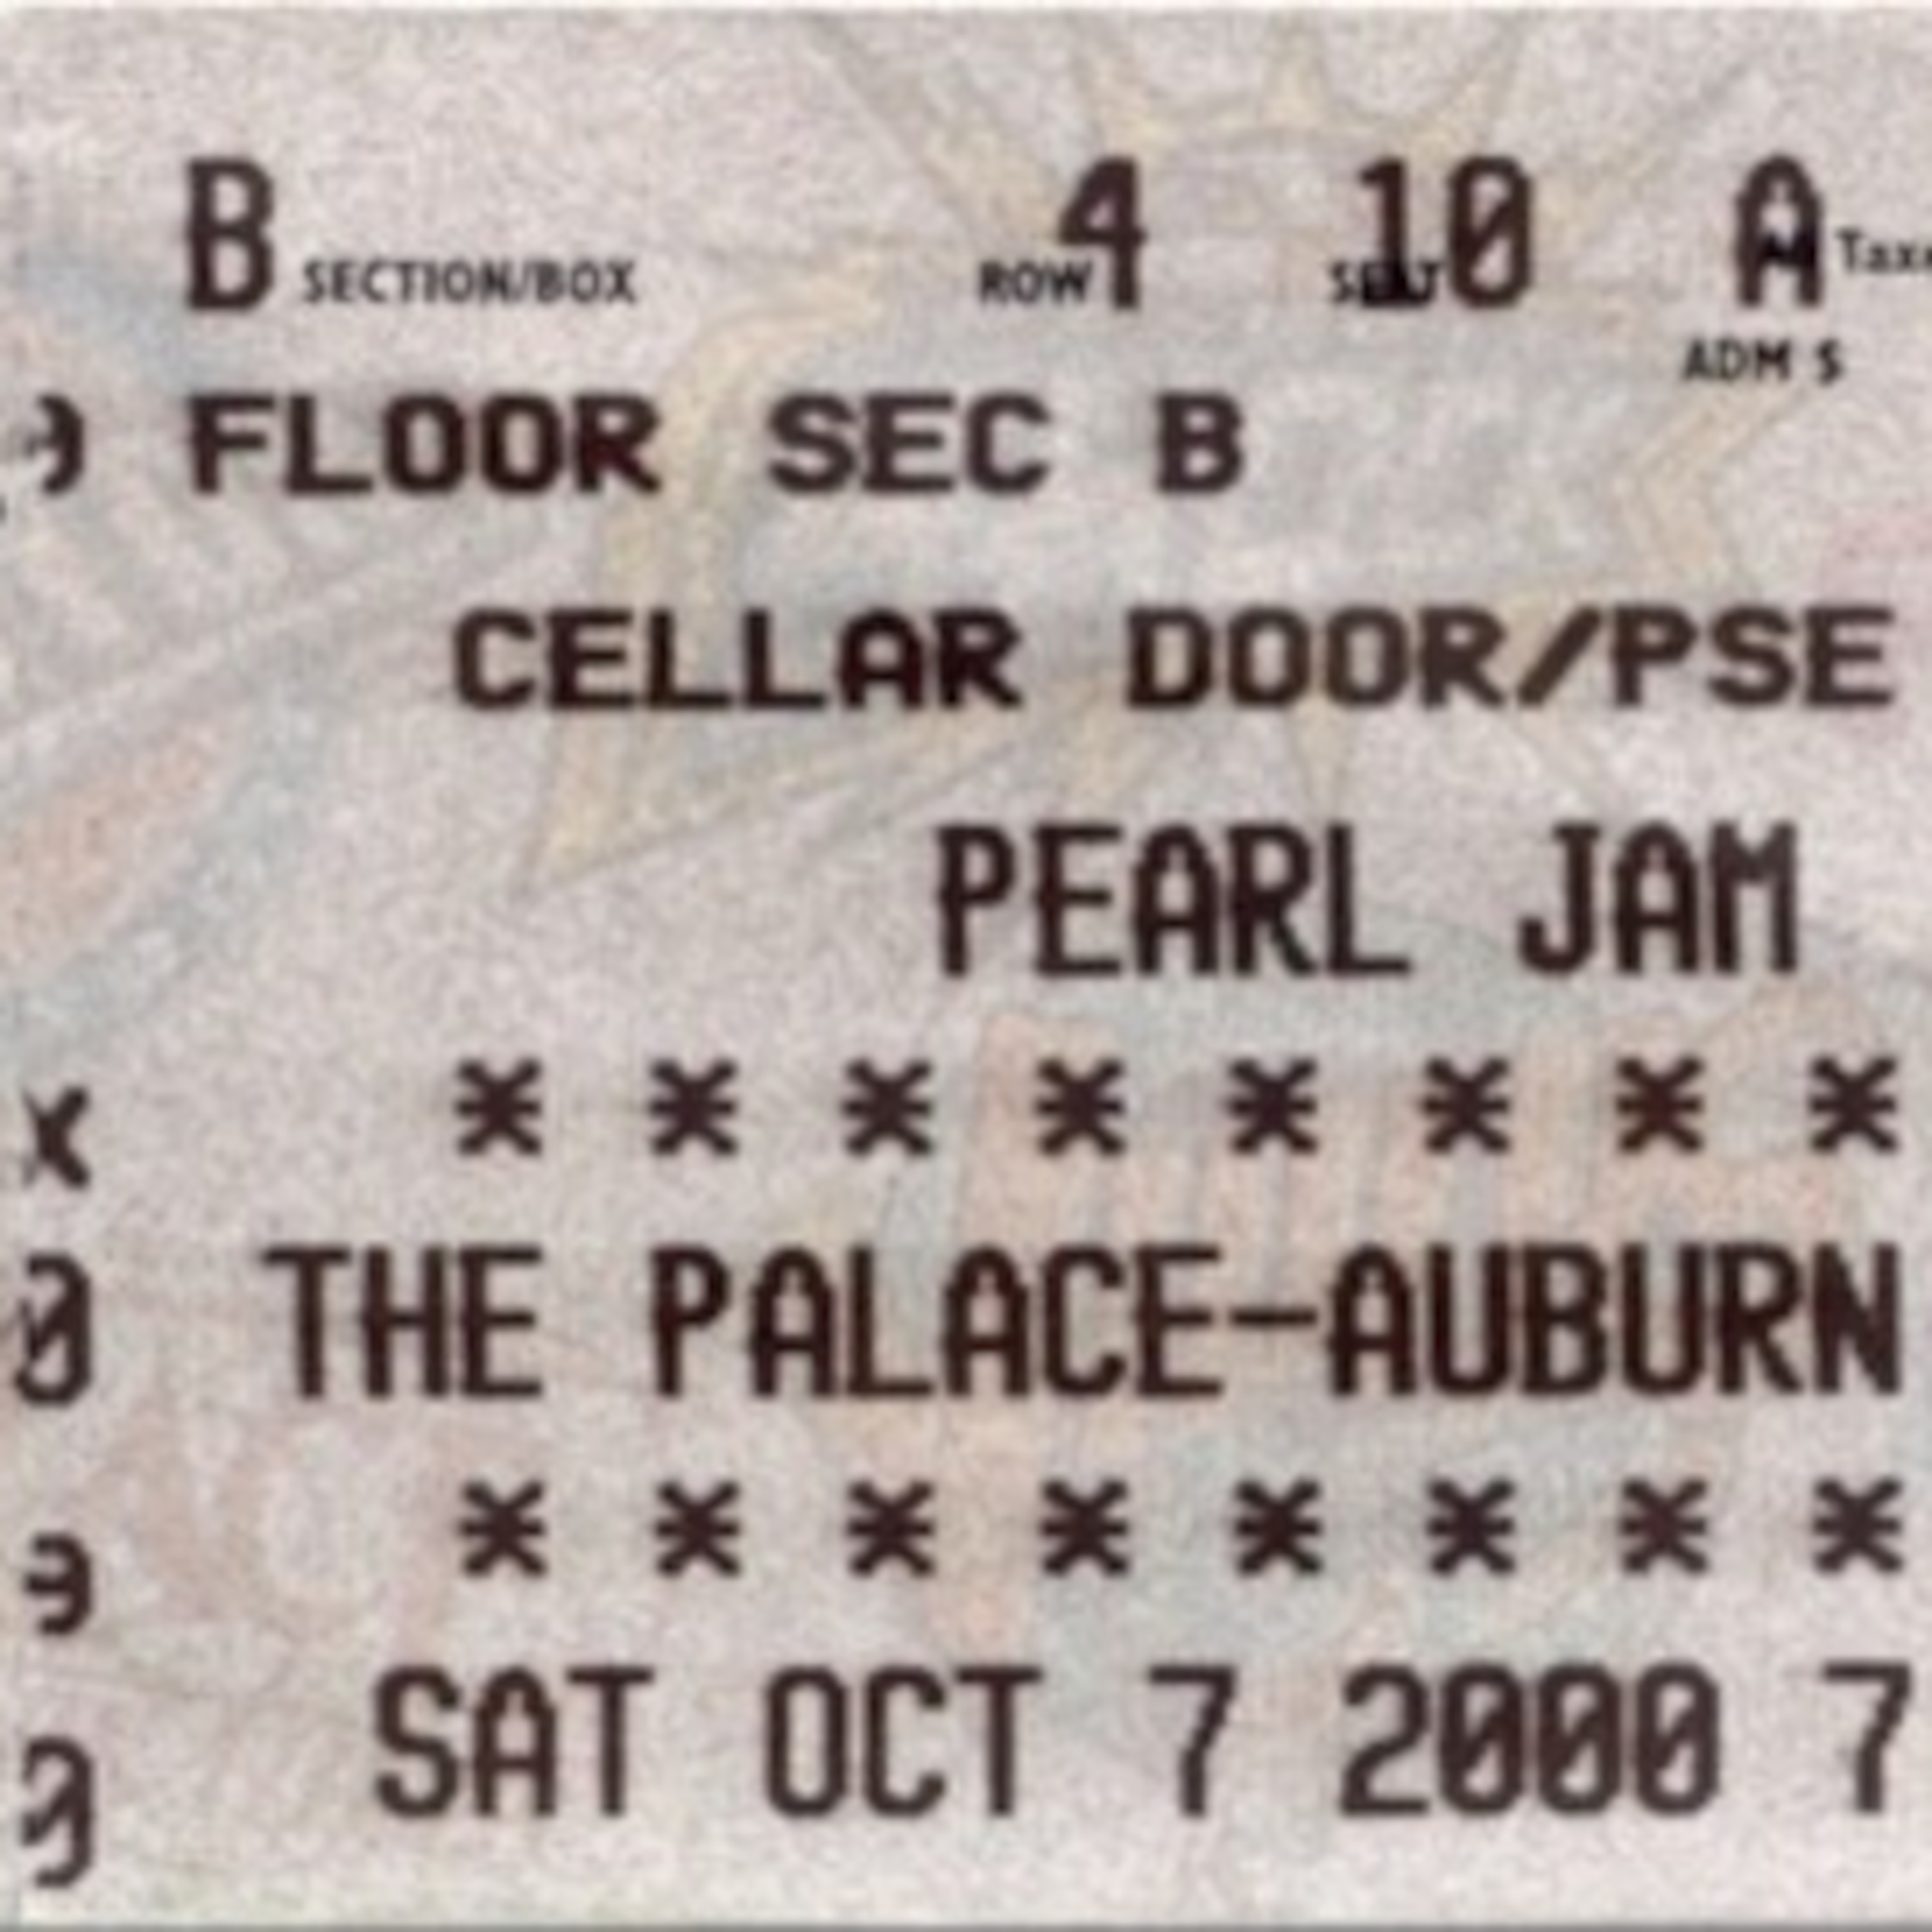 B SECTION/BOX ROW 4 SEAT 10 A
ADM $
FLOOR SEC B
CELLAR DOOR/PSE
PEARL JAM
* * * * * * * *
X
0 THE PALACE-AUBURN
* * * * * * * *
SAT OCT 7 2000 7